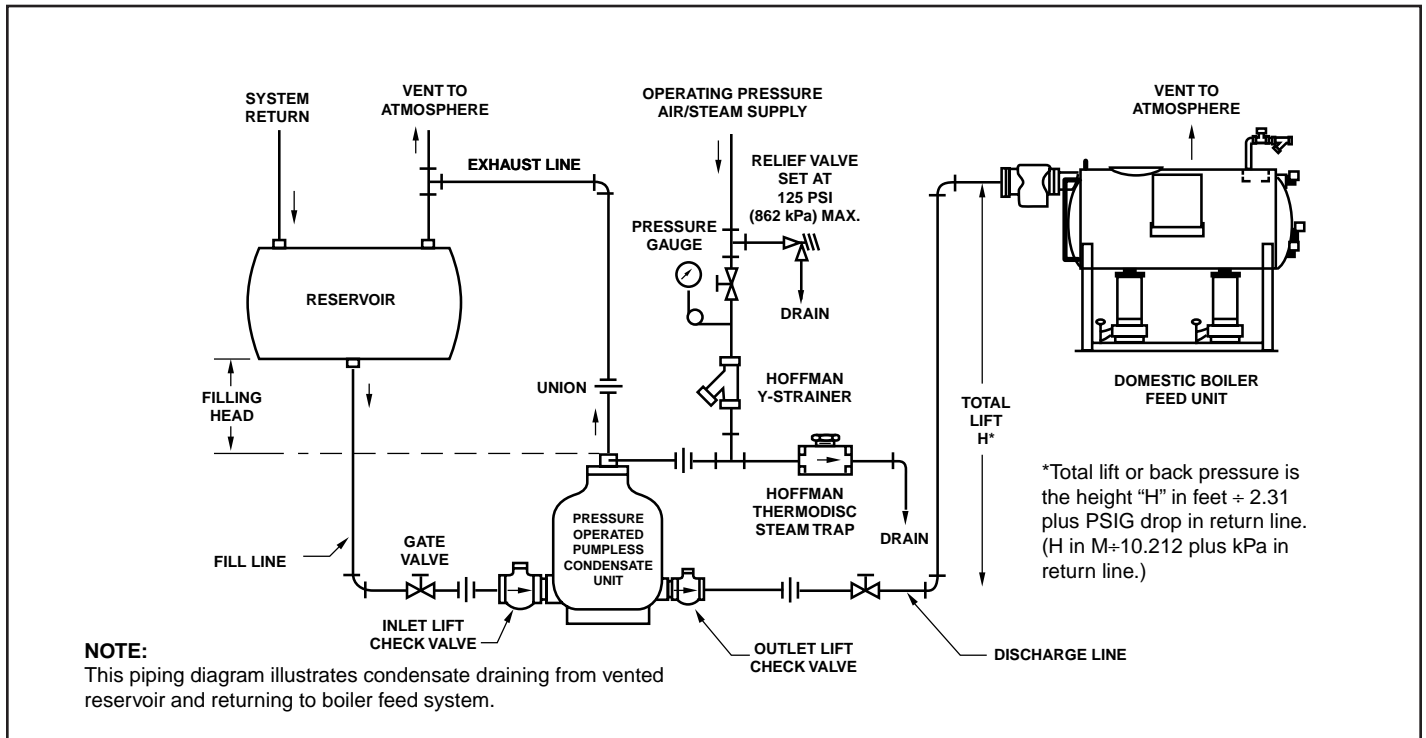 SYSTEM
RETURN
VENT TO
ATMOSPHERE
EXHAUST LINE
OPERATING PRESSURE
AIR/STEAM SUPPLY
RELIEF VALVE
SET AT
125 PSI
(862 kPa) MAX.
PRESSURE
GAUGE
DRAIN
VENT TO
ATMOSPHERE
RESERVOIR
FILLING
HEAD
UNION
HOFFMAN
Y-STRAINER
TOTAL
LIFT
H*
DOMESTIC BOILER
FEED UNIT
*Total lift or back pressure is
the height “H” in feet ÷ 2.31
plus PSIG drop in return line.
(H in M÷10.212 plus kPa in
return line.)
HOFFMAN
THERMODISC
STEAM TRAP
DRAIN
FILL LINE
GATE
VALVE
PRESSURE
OPERATED
PUMPLESS
CONDENSATE
UNIT
INLET LIFT
CHECK VALVE
OUTLET LIFT
CHECK VALVE
DISCHARGE LINE
NOTE:
This piping diagram illustrates condensate draining from vented
reservoir and returning to boiler feed system.